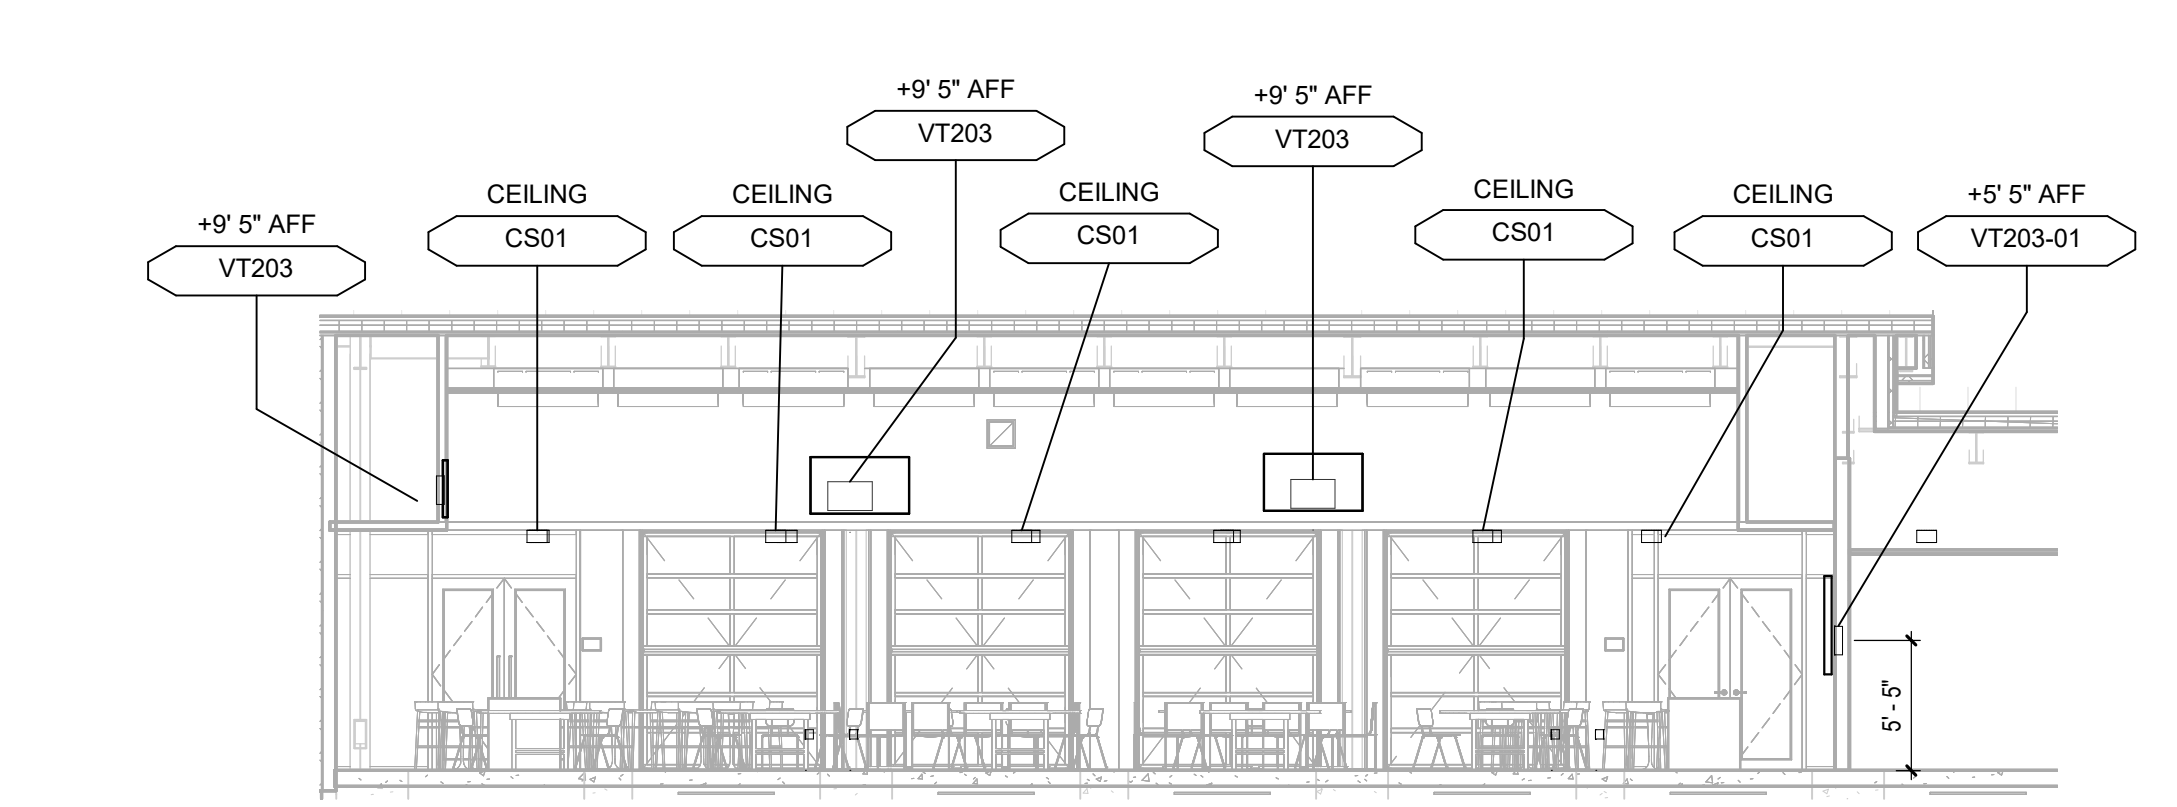 +9' 5" AFF
VT203
CEILING
CS01
CEILING
CS01
+9' 5" AFF
VT203
CEILING
CS01
+9' 5" AFF
VT203
CEILING
CS01
CEILING
CS01
+5' 5" AFF
VT203-01
5' - 5"